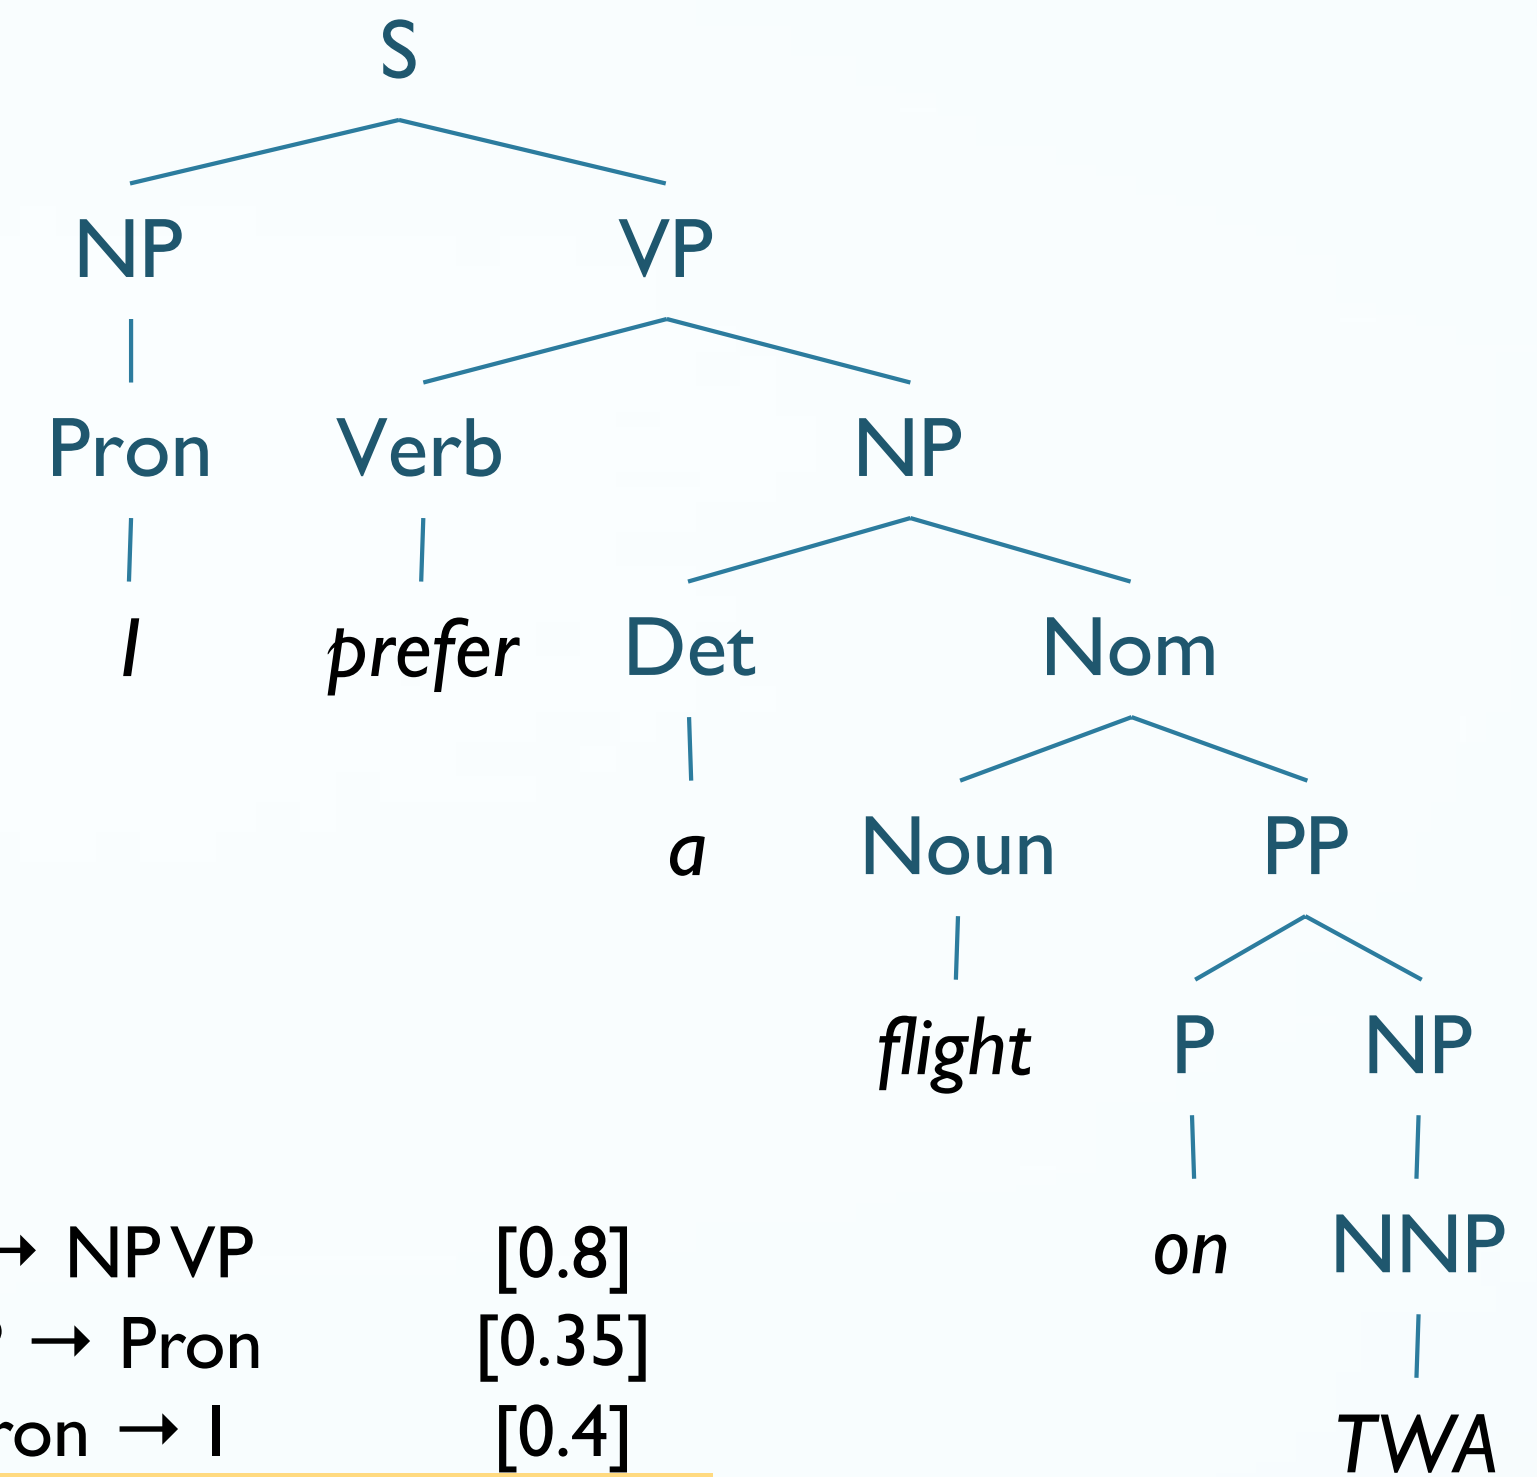 S
NP VP
Pron Verb NP
I prefer Det Nom
a Noun PP
flight P NP
on NNP
→ NP VP [0.8]
→ Pron [0.35]
ron → I [0.4]
TWA